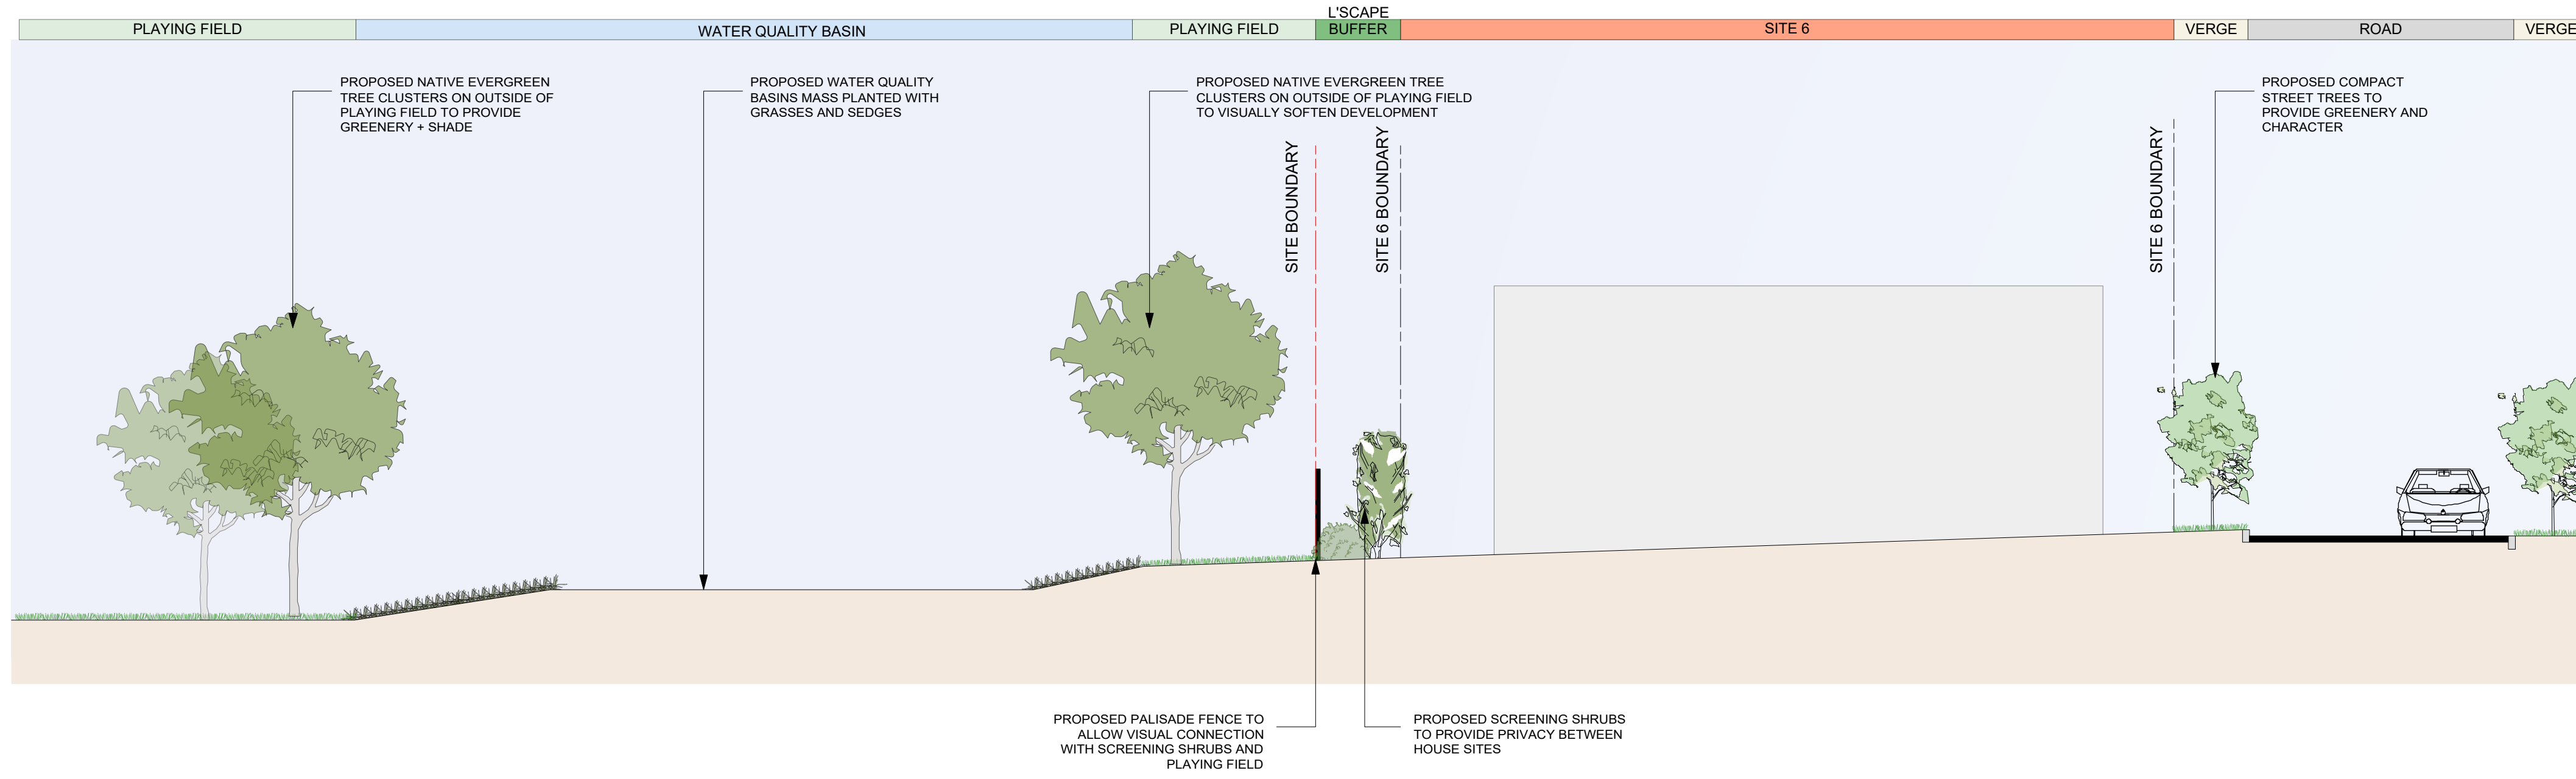 PLAYING FIELD
WATER QUALITY BASIN
PLAYING FIELD
L'SCAPE
BUFFER
SITE 6
VERGE
ROAD
VERGE
PROPOSED NATIVE EVERGREEN
TREE CLUSTERS ON OUTSIDE OF
PLAYING FIELD TO PROVIDE
GREENERY + SHADE
PROPOSED WATER QUALITY
BASINS MASS PLANTED WITH
GRASSES AND SEDGES
PROPOSED NATIVE EVERGREEN TREE
CLUSTERS ON OUTSIDE OF PLAYING FIELD
TO VISUALLY SOFTEN DEVELOPMENT
PROPOSED COMPACT
STREET TREES TO
PROVIDE GREENERY AND
CHARACTER
SITE BOUNDARY
SITE 6 BOUNDARY
SITE 6 BOUNDARY
PROPOSED PALISADE FENCE TO
ALLOW VISUAL CONNECTION
WITH SCREENING SHRUBS AND
PLAYING FIELD
PROPOSED SCREENING SHRUBS
TO PROVIDE PRIVACY BETWEEN
HOUSE SITES